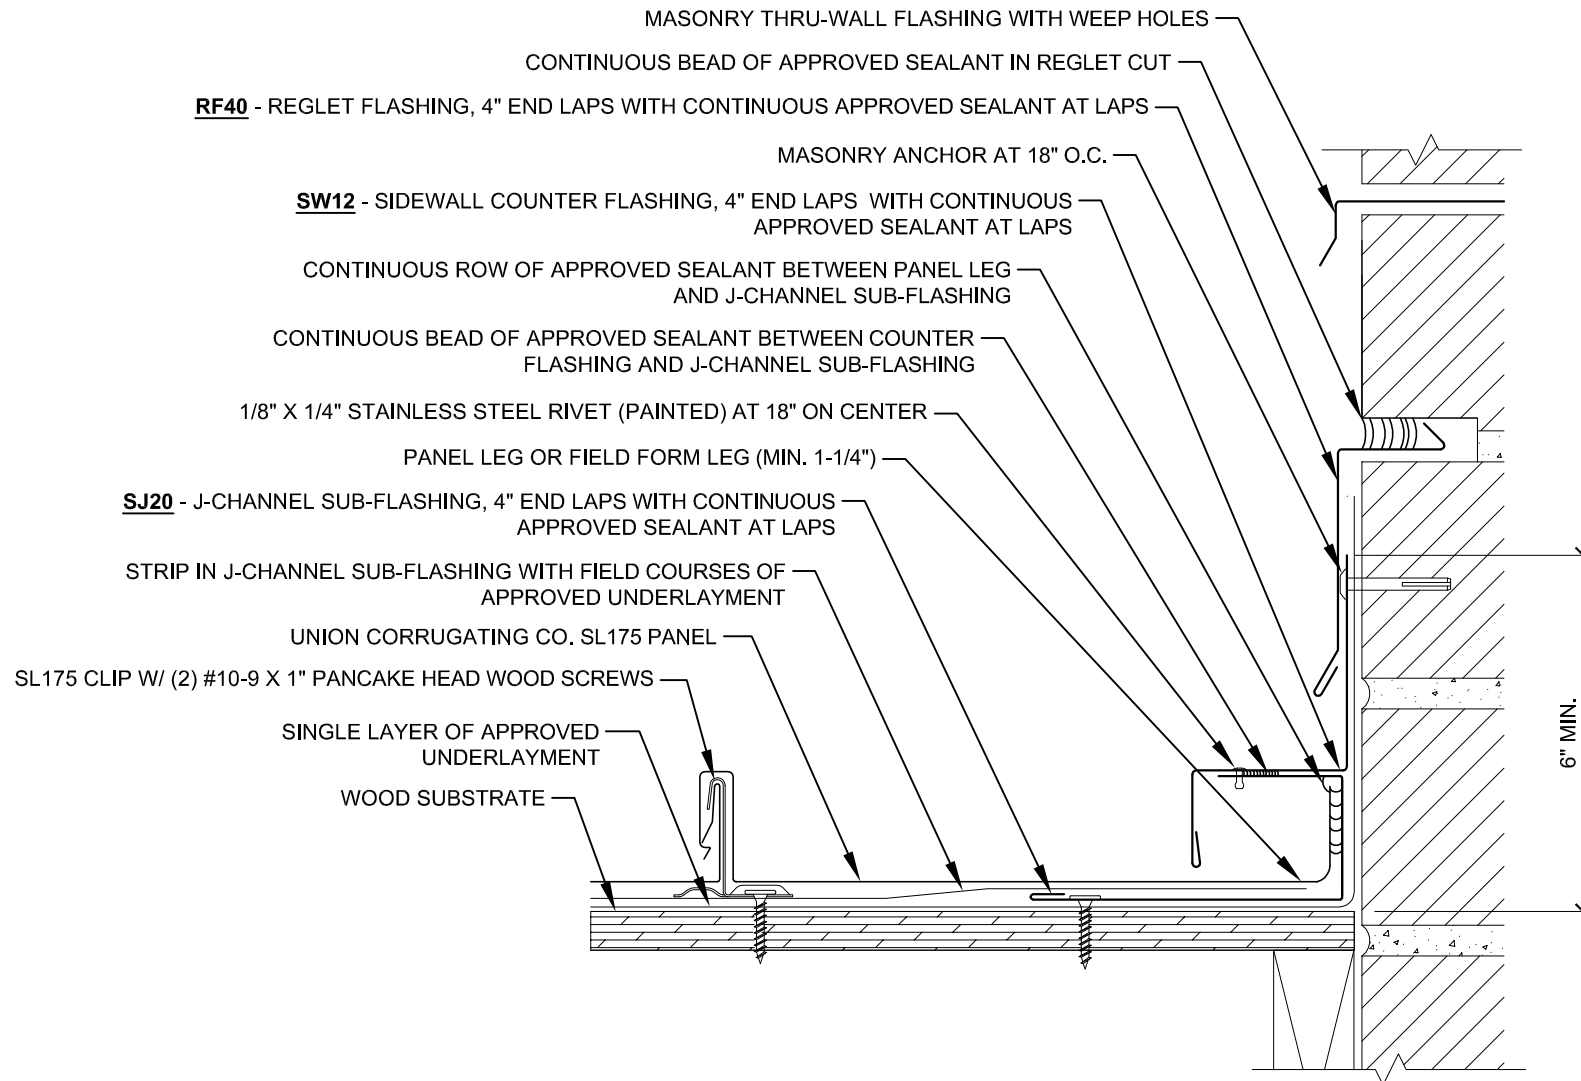 MASONRY THRU-WALL FLASHING WITH WEEP HOLES
CONTINUOUS BEAD OF APPROVED SEALANT IN REGLET CUT
RF40 - REGLET FLASHING, 4" END LAPS WITH CONTINUOUS APPROVED SEALANT AT LAPS
MASONRY ANCHOR AT 18" O.C.
SW12 - SIDEWALL COUNTER FLASHING, 4" END LAPS WITH CONTINUOUS
APPROVED SEALANT AT LAPS
CONTINUOUS ROW OF APPROVED SEALANT BETWEEN PANEL LEG
AND J-CHANNEL SUB-FLASHING
CONTINUOUS BEAD OF APPROVED SEALANT BETWEEN COUNTER
FLASHING AND J-CHANNEL SUB-FLASHING
1/8" X 1/4" STAINLESS STEEL RIVET (PAINTED) AT 18" ON CENTER
PANEL LEG OR FIELD FORM LEG (MIN. 1-1/4")
SJ20 - J-CHANNEL SUB-FLASHING, 4" END LAPS WITH CONTINUOUS
APPROVED SEALANT AT LAPS
STRIP IN J-CHANNEL SUB-FLASHING WITH FIELD COURSES OF
APPROVED UNDERLAYMENT
UNION CORRUGATING CO. SL175 PANEL
SL175 CLIP W/ (2) #10-9 X 1" PANCAKE HEAD WOOD SCREWS
SINGLE LAYER OF APPROVED
UNDERLAYMENT
WOOD SUBSTRATE
6" MIN.